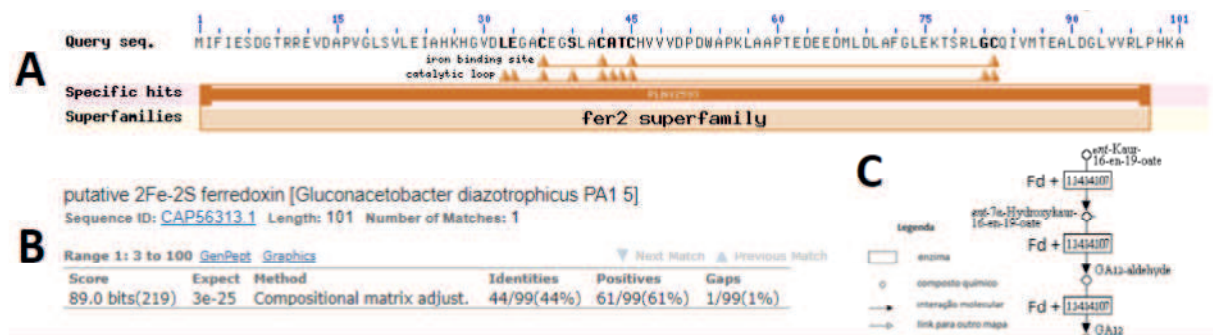 1 15 30 45 60 75 90 101
Query seq. MIFIESDGTRREVDAPVGLSVLEIAHKHGVDLEGACEGSLACATCHVVVDPDWAPKLAAPTEDEEDMLDLAFGLEKTSRLGCQIVMTEALDGLVVRLPHKA
iron binding site
catalytic loop
A
Specific hits
Superfamilies fer2 superfamily
putative 2Fe-2S ferredoxin [Gluconacetobacter diazotrophicus PA1 5]
Sequence ID: CAP56313.1 Length: 101 Number of Matches: 1
B
Range 1: 3 to 100 GenPept Graphics Next Match Previous Match
Score Expect Method Identities Positives Gaps
89.0 bits(219) 3e-25 Compositional matrix adjust. 44/99(44%) 61/99(61%) 1/99(1%)
C
ent-Kaur-
16-en-19-oate
Fd + 11414107
ent-7α-Hydroxykaur-
16-en-19-oate
Fd + 11414107
GA12-aldehyde
Fd + 11414107
GA12
Legenda
enzima
composto químico
interação molecular
link para outro mapa